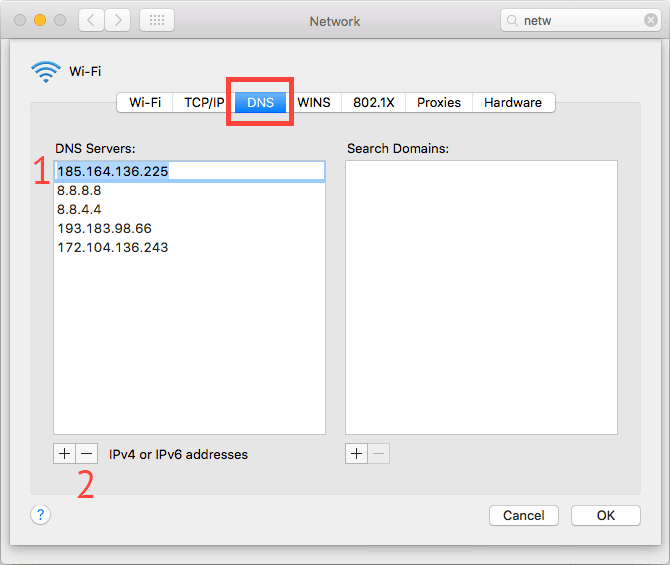 Network
netw
Wi-Fi
Wi-Fi TCP/IP DNS WINS 802.1X Proxies Hardware
DNS Servers: Search Domains:
1
185.164.136.225
8.8.8.8
8.8.4.4
193.183.98.66
172.104.136.243
+ − IPv4 or IPv6 addresses + −
2
? Cancel OK